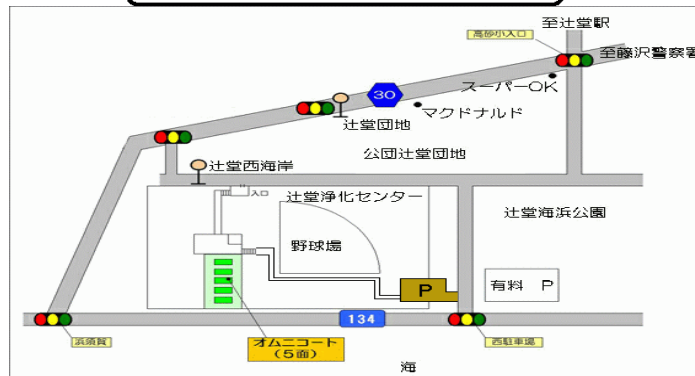 至辻堂駅
高砂小入口
至藤沢警察署
スーパーOK
30
マクドナルド
辻堂団地
公団辻堂団地
辻堂西海岸
入口
辻堂浄化センター
辻堂海浜公園
野球場
P
有料 P
134
浜須賀
オムニコート
(5面)
西駐車場
海